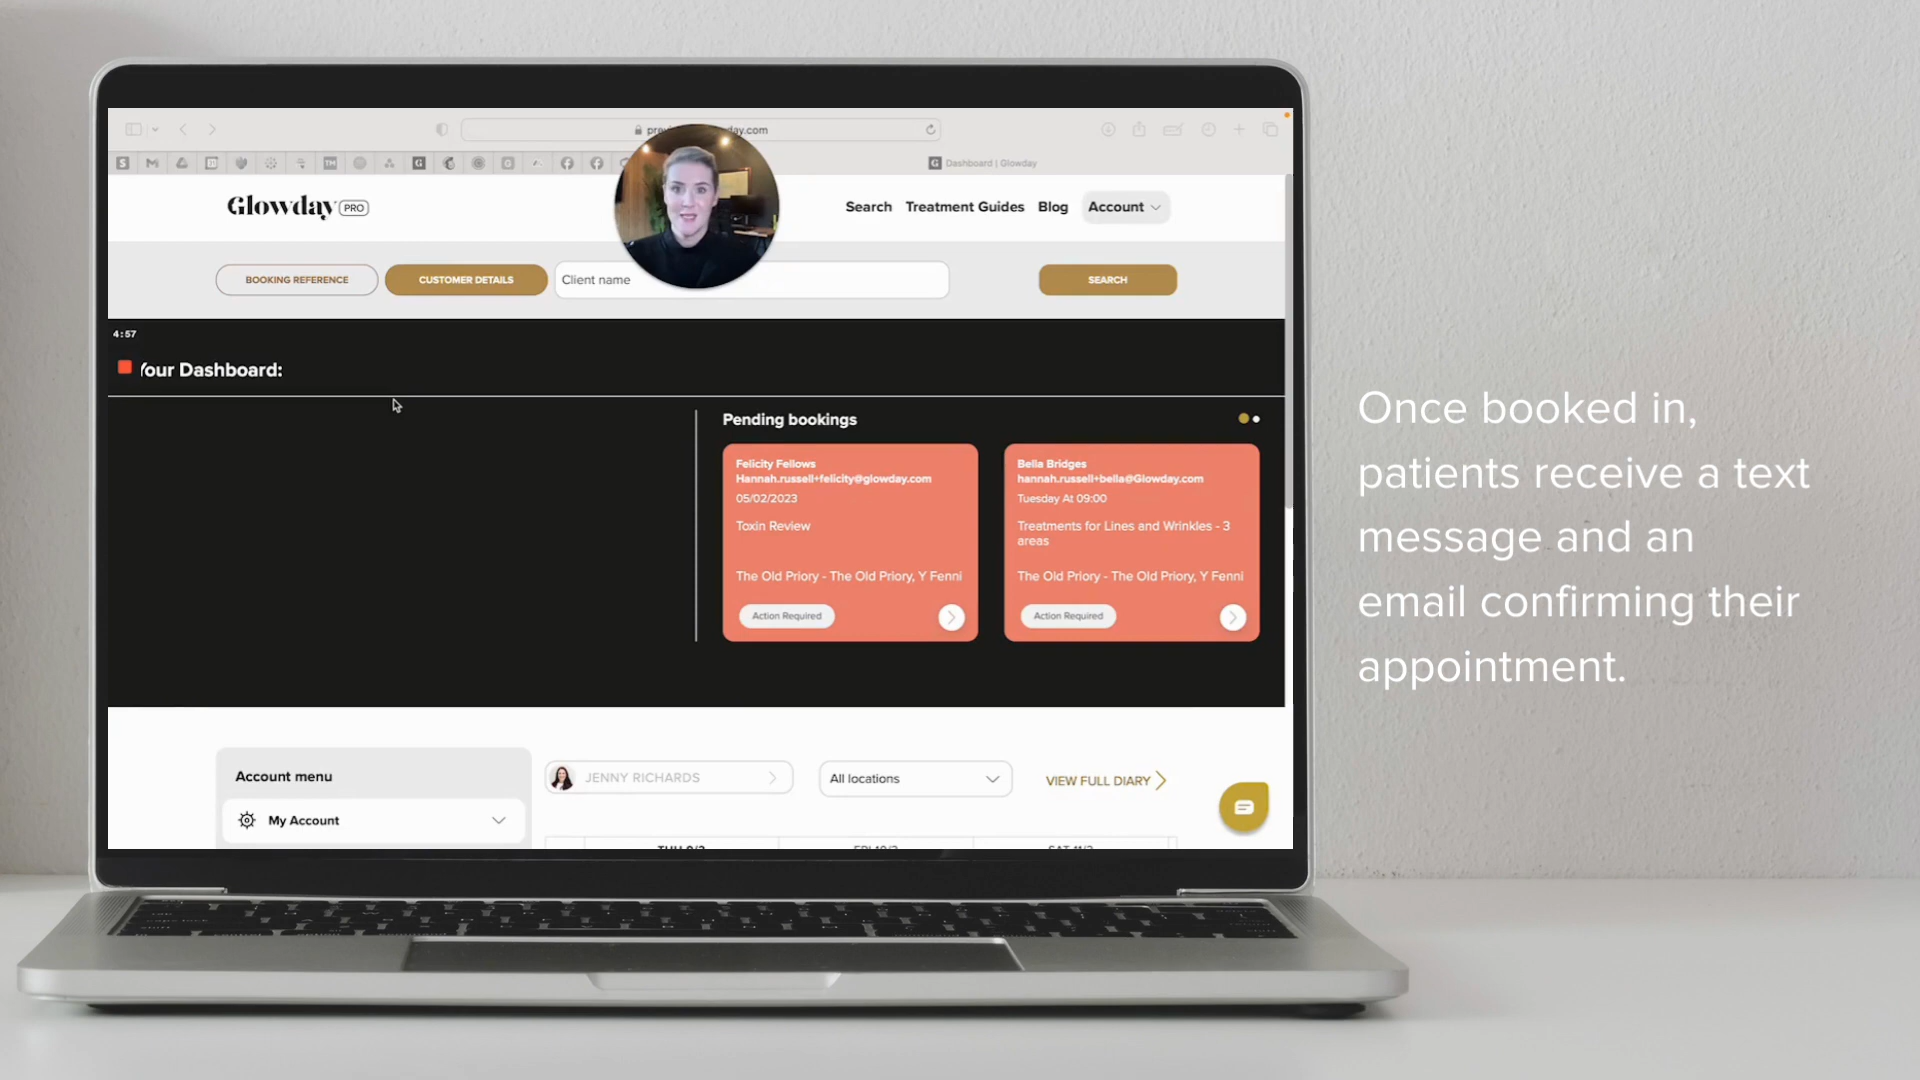 day.com
Dashboard | Glowday
Glowday PRO
Search Treatment Guides Blog Account
BOOKING REFERENCE
CUSTOMER DETAILS
Client name
SEARCH
4:57
Your Dashboard:
Pending bookings
Felicity Fellows
Hannah.russell+felicity@glowday.com
05/02/2023
Toxin Review
The Old Priory - The Old Priory, Y Fenni
Action Required
Bella Bridges
hannah.russell+bella@Glowday.com
Tuesday At 09:00
Treatments for Lines and Wrinkles - 3
areas
The Old Priory - The Old Priory, Y Fenni
Action Required
Account menu
My Account
JENNY RICHARDS
All locations
VIEW FULL DIARY
Once booked in,
patients receive a text
message and an
email confirming their
appointment.